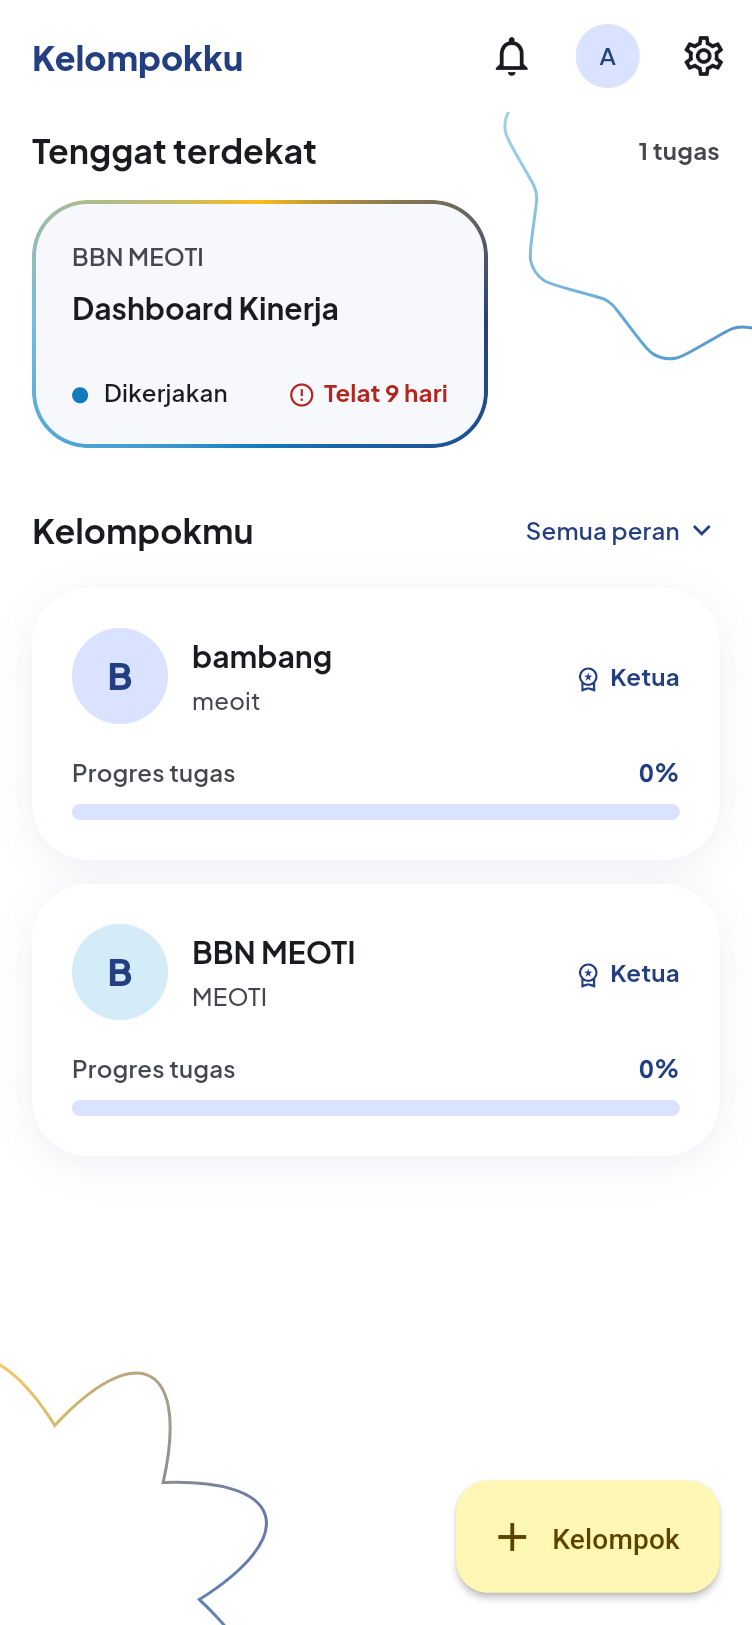 Kelompokku
A
Tenggat terdekat
1 tugas
BBN MEOTI
Dashboard Kinerja
Dikerjakan
Telat 9 hari
Kelompokmu
Semua peran
B
bambang
meoit
Ketua
Progres tugas
0%
B
BBN MEOTI
MEOTI
Ketua
Progres tugas
0%
+ Kelompok